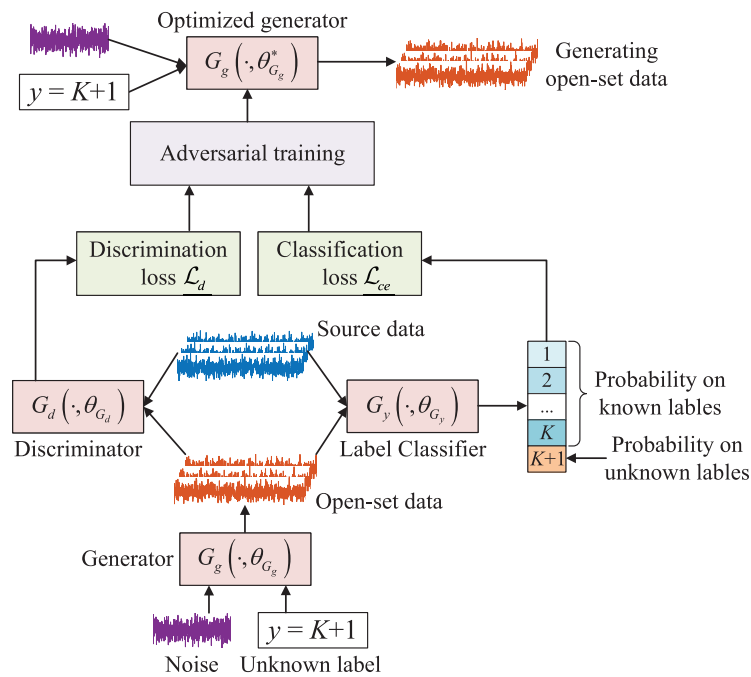 Optimized generator
G_g (·, θ*_{G_g})
y = K+1
Generating
open-set data
Adversarial training
Discrimination
loss ℒ_d
Classification
loss ℒ_ce
Source data
1
2
...
K
K+1
Probability on
known lables
Probability on
unknown lables
G_d (·, θ_{G_d})
Discriminator
G_y (·, θ_{G_y})
Label Classifier
Open-set data
Generator
G_g (·, θ_{G_g})
y = K+1
Noise
Unknown label